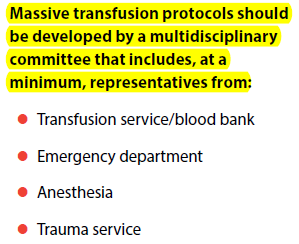 Massive transfusion protocols should
be developed by a multidisciplinary
committee that includes, at a
minimum, representatives from:
● Transfusion service/blood bank
● Emergency department
● Anesthesia
● Trauma service